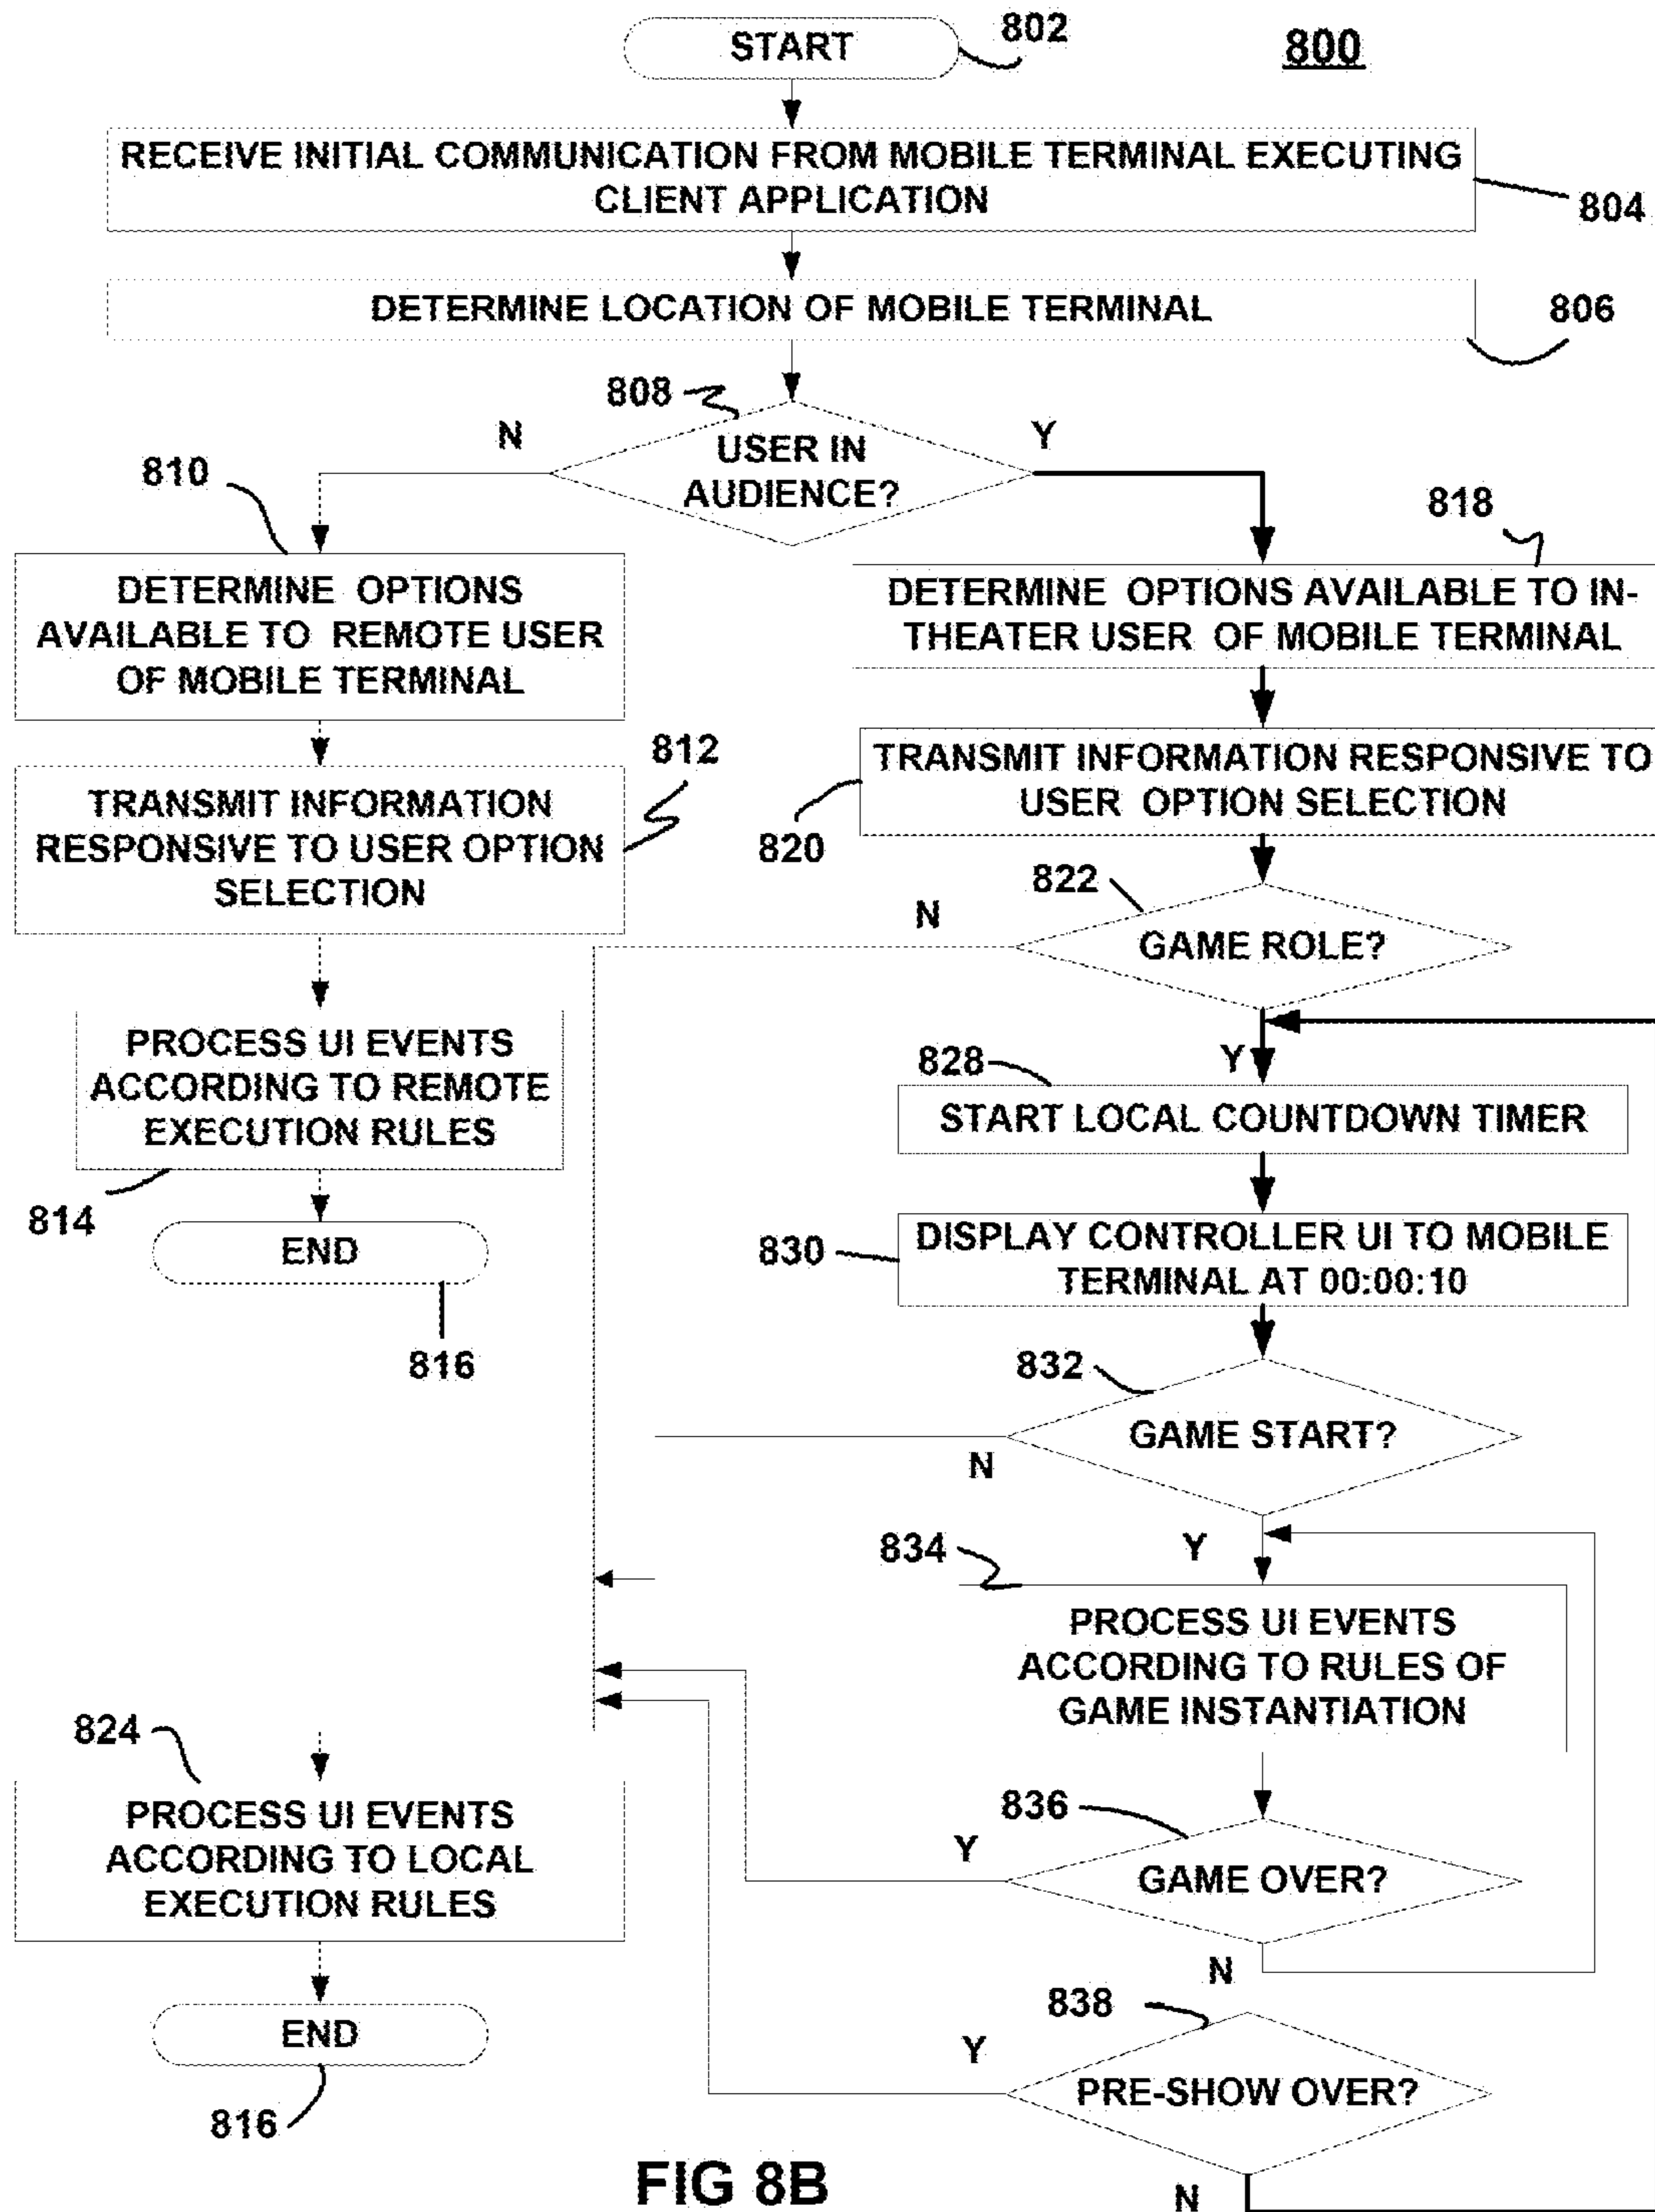 START
802
800
RECEIVE INITIAL COMMUNICATION FROM MOBILE TERMINAL EXECUTING
CLIENT APPLICATION
804
DETERMINE LOCATION OF MOBILE TERMINAL
806
808
N
USER IN
AUDIENCE?
Y
810
818
DETERMINE OPTIONS
AVAILABLE TO REMOTE USER
OF MOBILE TERMINAL
DETERMINE OPTIONS AVAILABLE TO IN-
THEATER USER OF MOBILE TERMINAL
812
TRANSMIT INFORMATION
RESPONSIVE TO USER OPTION
SELECTION
TRANSMIT INFORMATION RESPONSIVE TO
USER OPTION SELECTION
820
822
N
GAME ROLE?
Y
PROCESS UI EVENTS
ACCORDING TO REMOTE
EXECUTION RULES
814
END
816
828
START LOCAL COUNTDOWN TIMER
830
DISPLAY CONTROLLER UI TO MOBILE
TERMINAL AT 00:00:10
832
GAME START?
N
Y
834
PROCESS UI EVENTS
ACCORDING TO RULES OF
GAME INSTANTIATION
824
PROCESS UI EVENTS
ACCORDING TO LOCAL
EXECUTION RULES
836
Y
GAME OVER?
N
END
816
838
Y
PRE-SHOW OVER?
N
FIG 8B